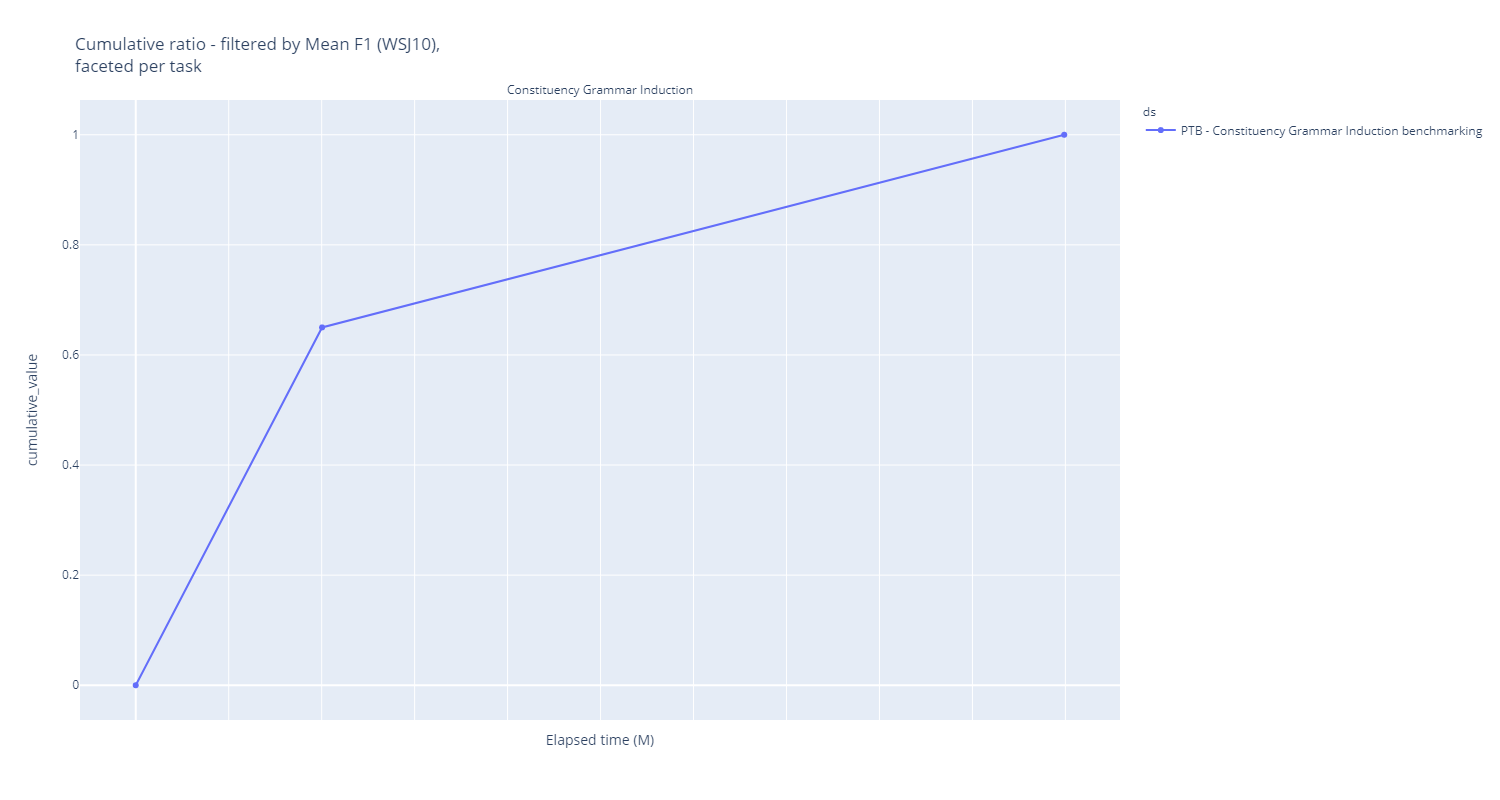 Cumulative ratio - filtered by Mean F1 (WSJ10),
faceted per task
Constituency Grammar Induction
ds
PTB - Constituency Grammar Induction benchmarking
1
0.8
0.6
0.4
0.2
0
cumulative_value
Elapsed time (M)